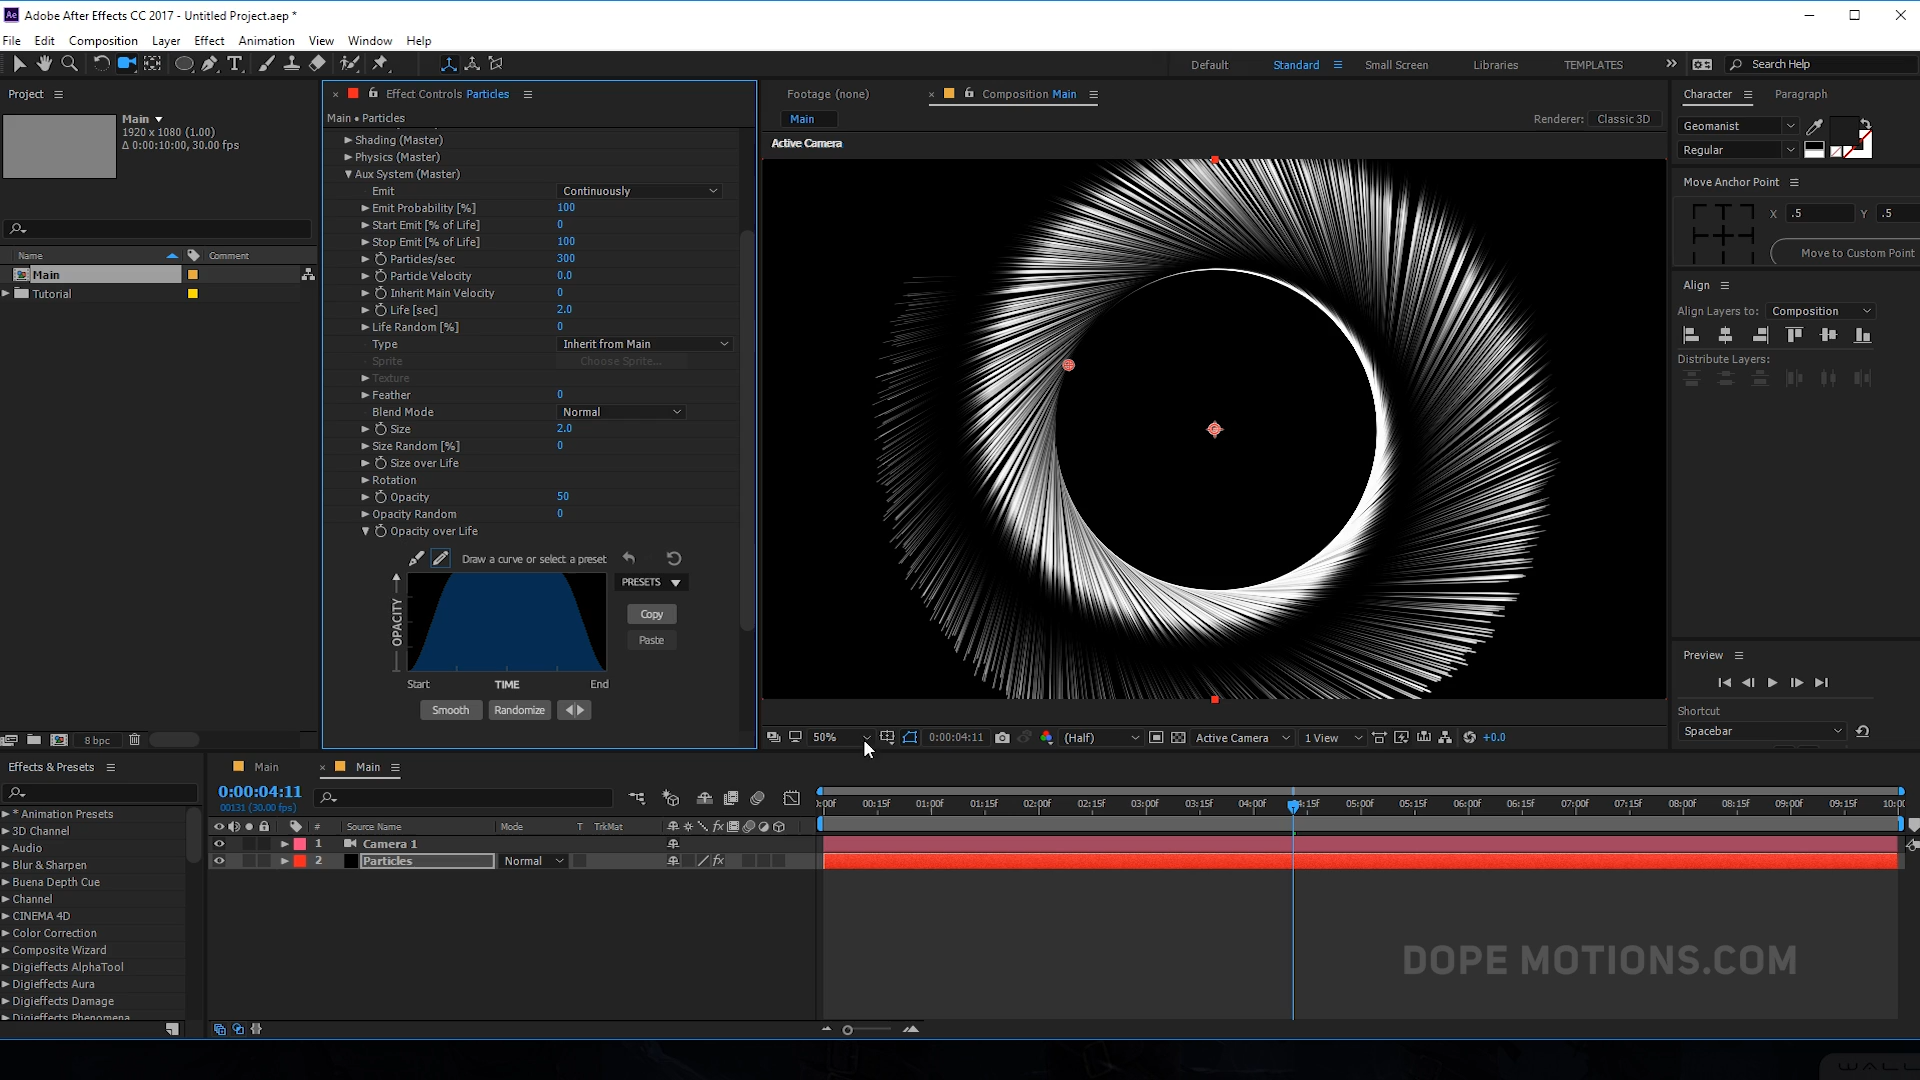 Adobe After Effects CC 2017 - Untitled Project.aep *
File Edit Composition Layer Effect Animation View Window Help
Default Standard Small Screen Libraries TEMPLATES Search Help
Project
Main
1920 x 1080 (1.00)
Δ 0:00:10:00, 30.00 fps
Name Comment
Main
Tutorial
8 bpc
Effect Controls Particles
Main • Particles
Shading (Master)
Physics (Master)
Aux System (Master)
Emit Continuously
Emit Probability [%] 100
Start Emit [% of Life] 0
Stop Emit [% of Life] 100
Particles/sec 300
Particle Velocity 0.0
Inherit Main Velocity 0
Life [sec] 2.0
Life Random [%] 0
Type Inherit from Main
Sprite Choose Sprite...
Texture
Feather 0
Blend Mode Normal
Size 2.0
Size Random [%] 0
Size over Life
Rotation
Opacity 50
Opacity Random 0
Opacity over Life
Draw a curve or select a preset
PRESETS
OPACITY
Copy
Paste
Start TIME End
Smooth Randomize
Footage (none) Composition Main
Main
Renderer: Classic 3D
Active Camera
50% 0:00:04:11 (Half) Active Camera 1 View +0.0
Character Paragraph
Geomanist
Regular
Move Anchor Point
X .5 Y .5
Move to Custom Point
Align
Align Layers to: Composition
Distribute Layers:
Preview
Shortcut
Spacebar
Effects & Presets
* Animation Presets
3D Channel
Audio
Blur & Sharpen
Buena Depth Cue
Channel
CINEMA 4D
Color Correction
Composite Wizard
Digieffects AlphaTool
Digieffects Aura
Digieffects Damage
Digieffects Phenomena
Main Main
0:00:04:11
00131 (30.00 fps)
:00f 00:15f 01:00f 01:15f 02:00f 02:15f 03:00f 03:15f 04:00f 04:15f 05:00f 05:15f 06:00f 06:15f 07:00f 07:15f 08:00f 08:15f 09:00f 09:15f 10:00
# Source Name Mode T TrkMat
1 Camera 1
2 Particles Normal
DOPE MOTIONS.COM